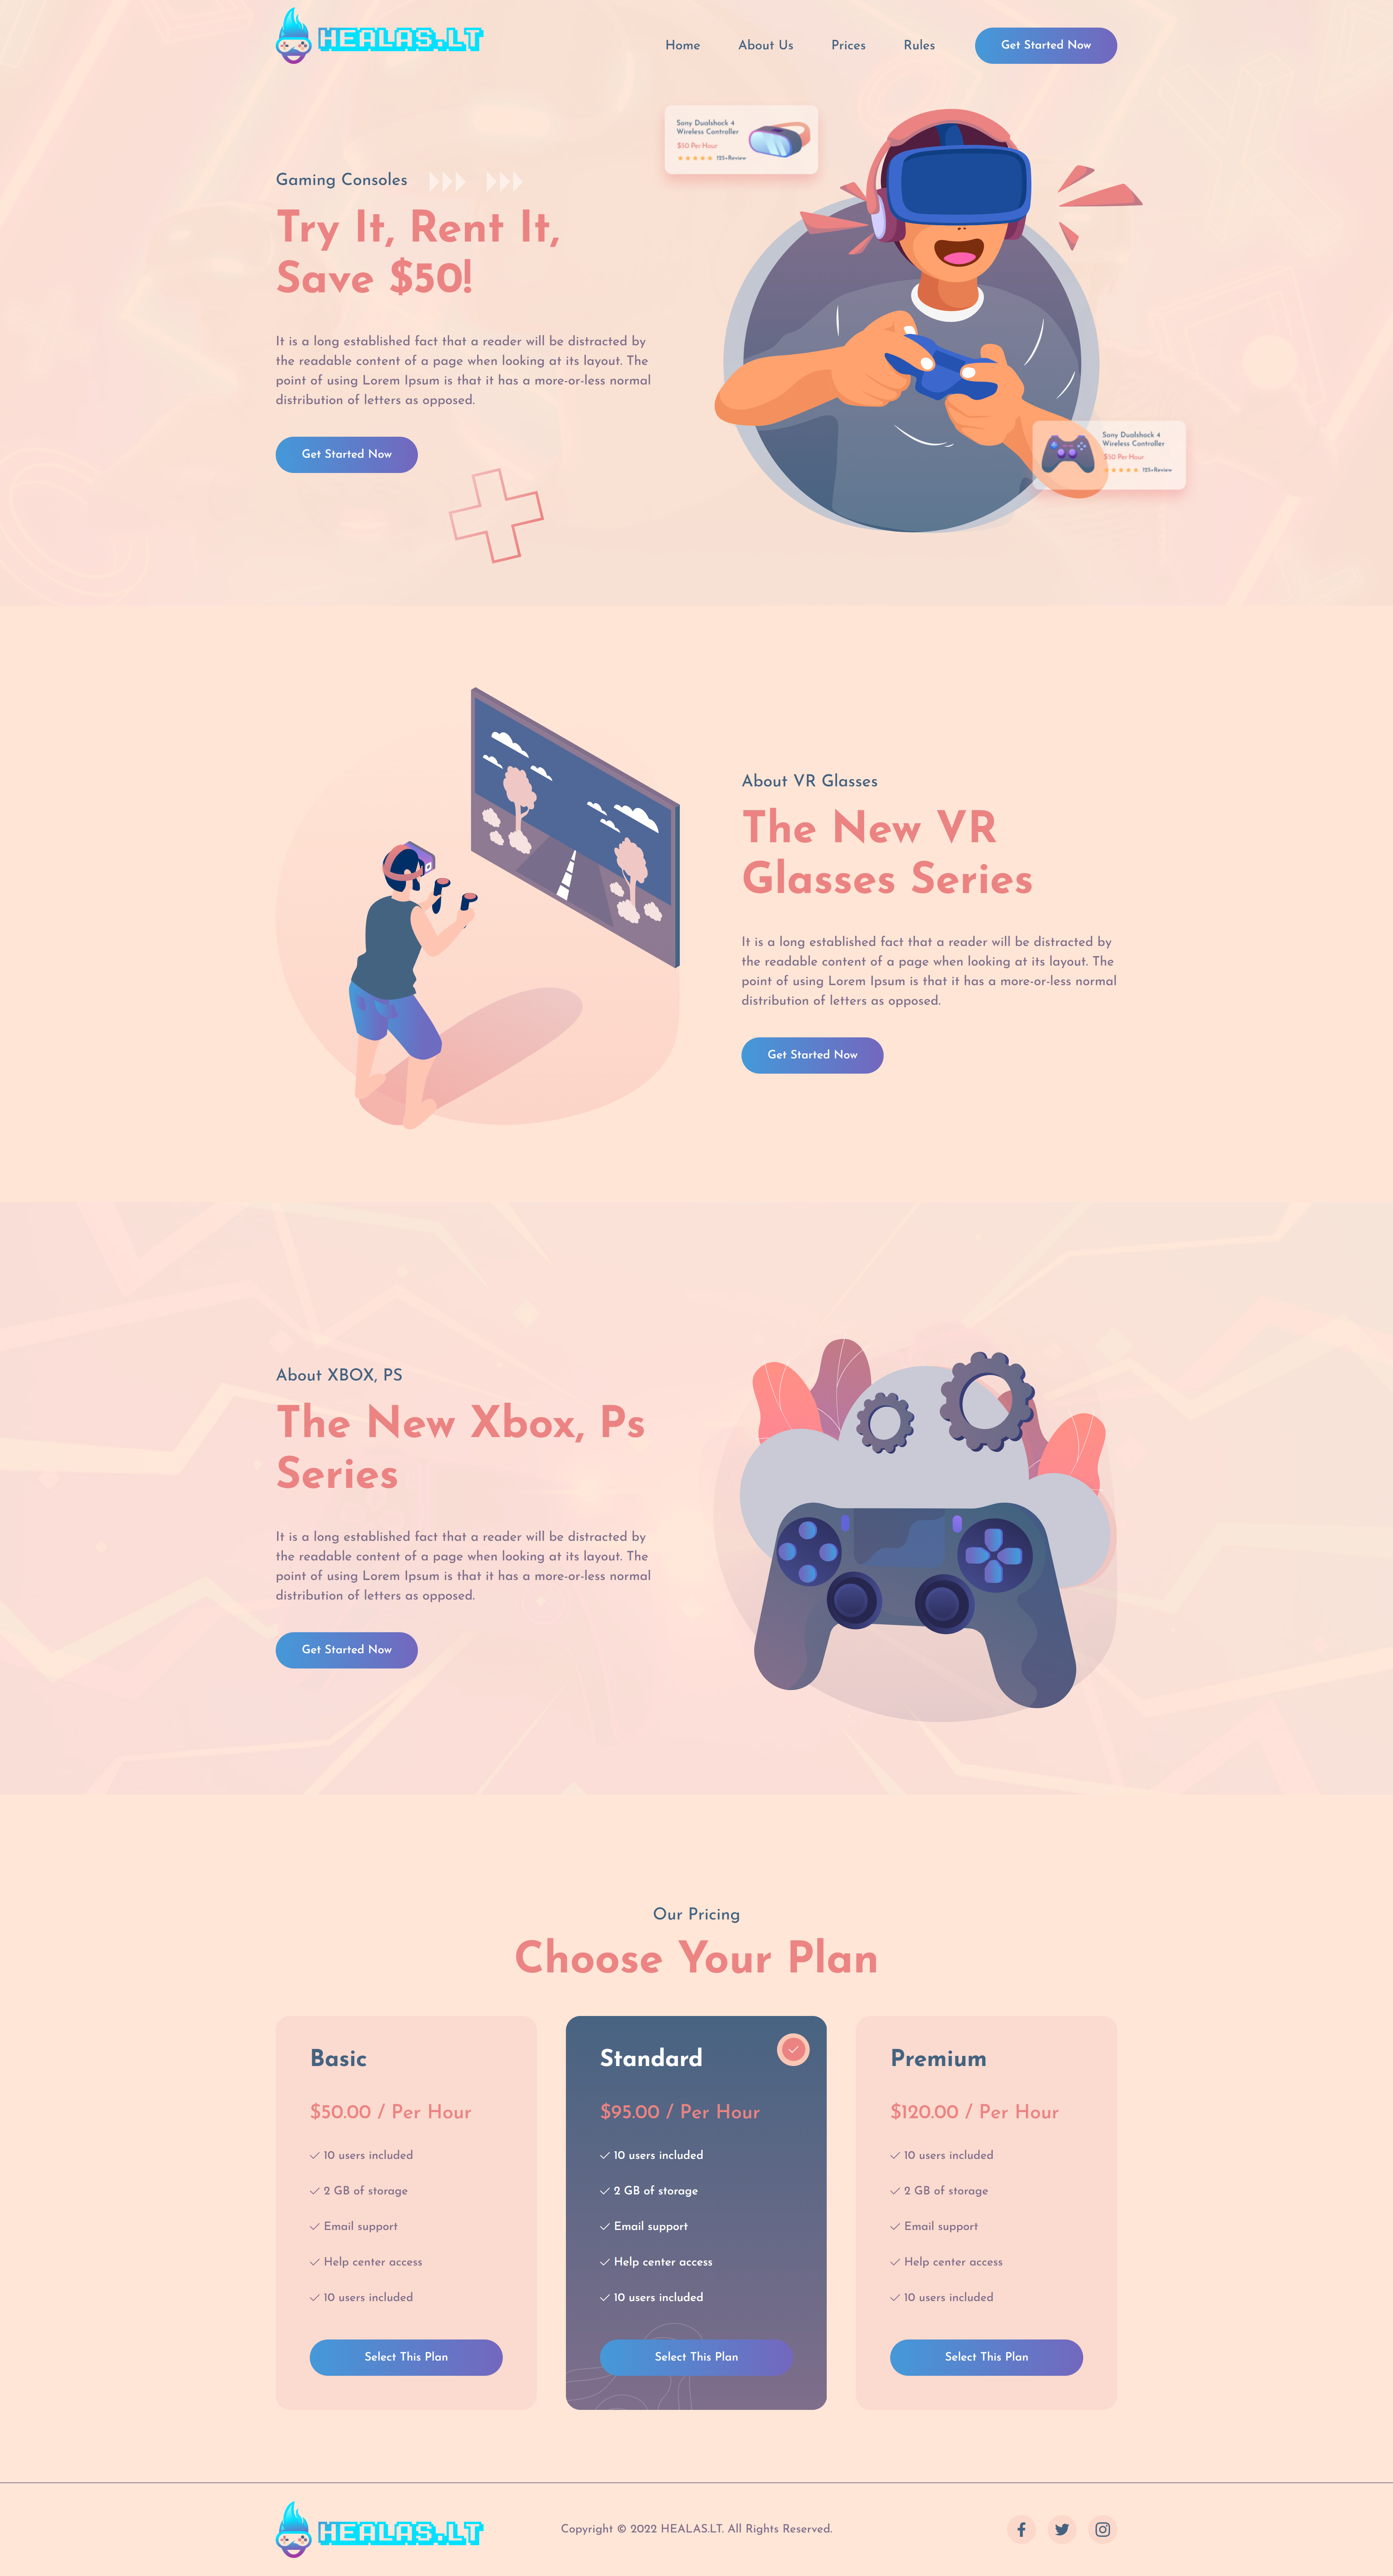 HEALAS.LT
Home About Us Prices Rules Get Started Now
Sony Dualshock 4
Wireless Controller
$50 Per Hour
125+Review
Gaming Consoles
Try It, Rent It,
Save $50!
It is a long established fact that a reader will be distracted by
the readable content of a page when looking at its layout. The
point of using Lorem Ipsum is that it has a more-or-less normal
distribution of letters as opposed.
Get Started Now
Sony Dualshock 4
Wireless Controller
$50 Per Hour
125+Review
About VR Glasses
The New VR
Glasses Series
It is a long established fact that a reader will be distracted by
the readable content of a page when looking at its layout. The
point of using Lorem Ipsum is that it has a more-or-less normal
distribution of letters as opposed.
Get Started Now
About XBOX, PS
The New Xbox, Ps
Series
It is a long established fact that a reader will be distracted by
the readable content of a page when looking at its layout. The
point of using Lorem Ipsum is that it has a more-or-less normal
distribution of letters as opposed.
Get Started Now
Our Pricing
Choose Your Plan
Basic
$50.00 / Per Hour
10 users included
2 GB of storage
Email support
Help center access
10 users included
Select This Plan
Standard
$95.00 / Per Hour
10 users included
2 GB of storage
Email support
Help center access
10 users included
Select This Plan
Premium
$120.00 / Per Hour
10 users included
2 GB of storage
Email support
Help center access
10 users included
Select This Plan
HEALAS.LT
Copyright © 2022 HEALAS.LT. All Rights Reserved.